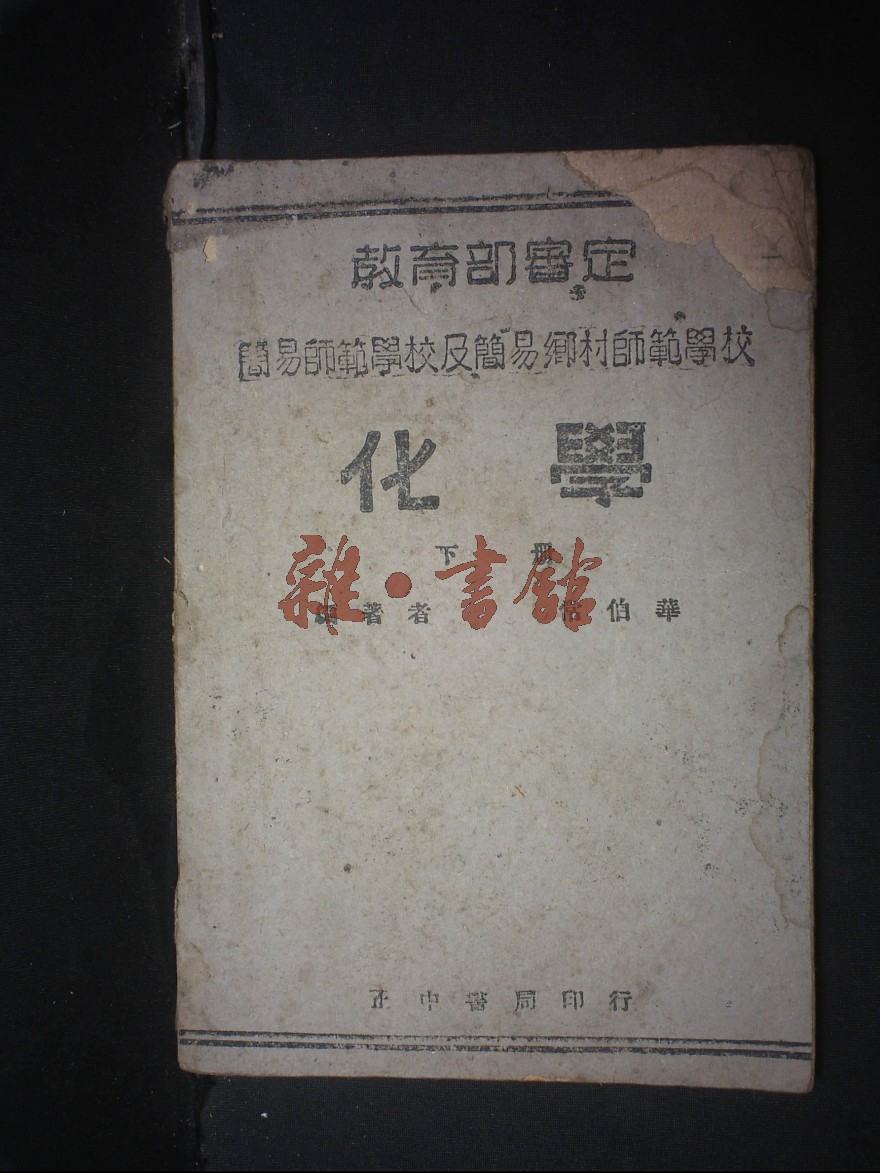 教育部審定
簡易師範學校及簡易鄉村師範學校
化學
下冊
雜·書館
編著者 伯華
正中書局印行